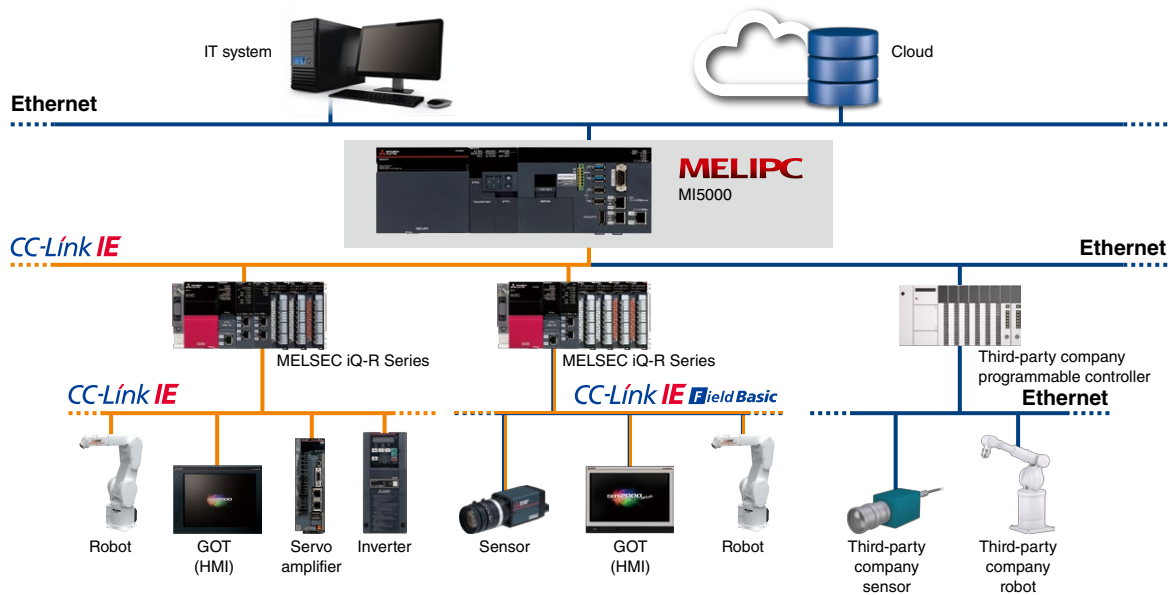 IT system
Cloud
Ethernet
MELIPC
MI5000
CC-Link IE
Ethernet
MELSEC iQ-R Series
MELSEC iQ-R Series
Third-party company
programmable controller
CC-Link IE
CC-Link IE Field Basic
Ethernet
Robot
GOT
(HMI)
Servo
amplifier
Inverter
Sensor
GOT
(HMI)
Robot
Third-party
company
sensor
Third-party
company
robot